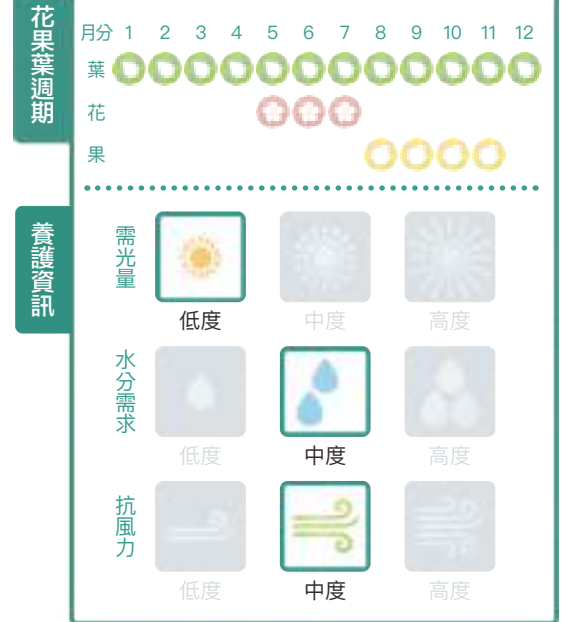 花果葉週期
月分 1 2 3 4 5 6 7 8 9 10 11 12
葉
花
果
養護資訊
需光量
低度 中度 高度
水分需求
低度 中度 高度
抗風力
低度 中度 高度